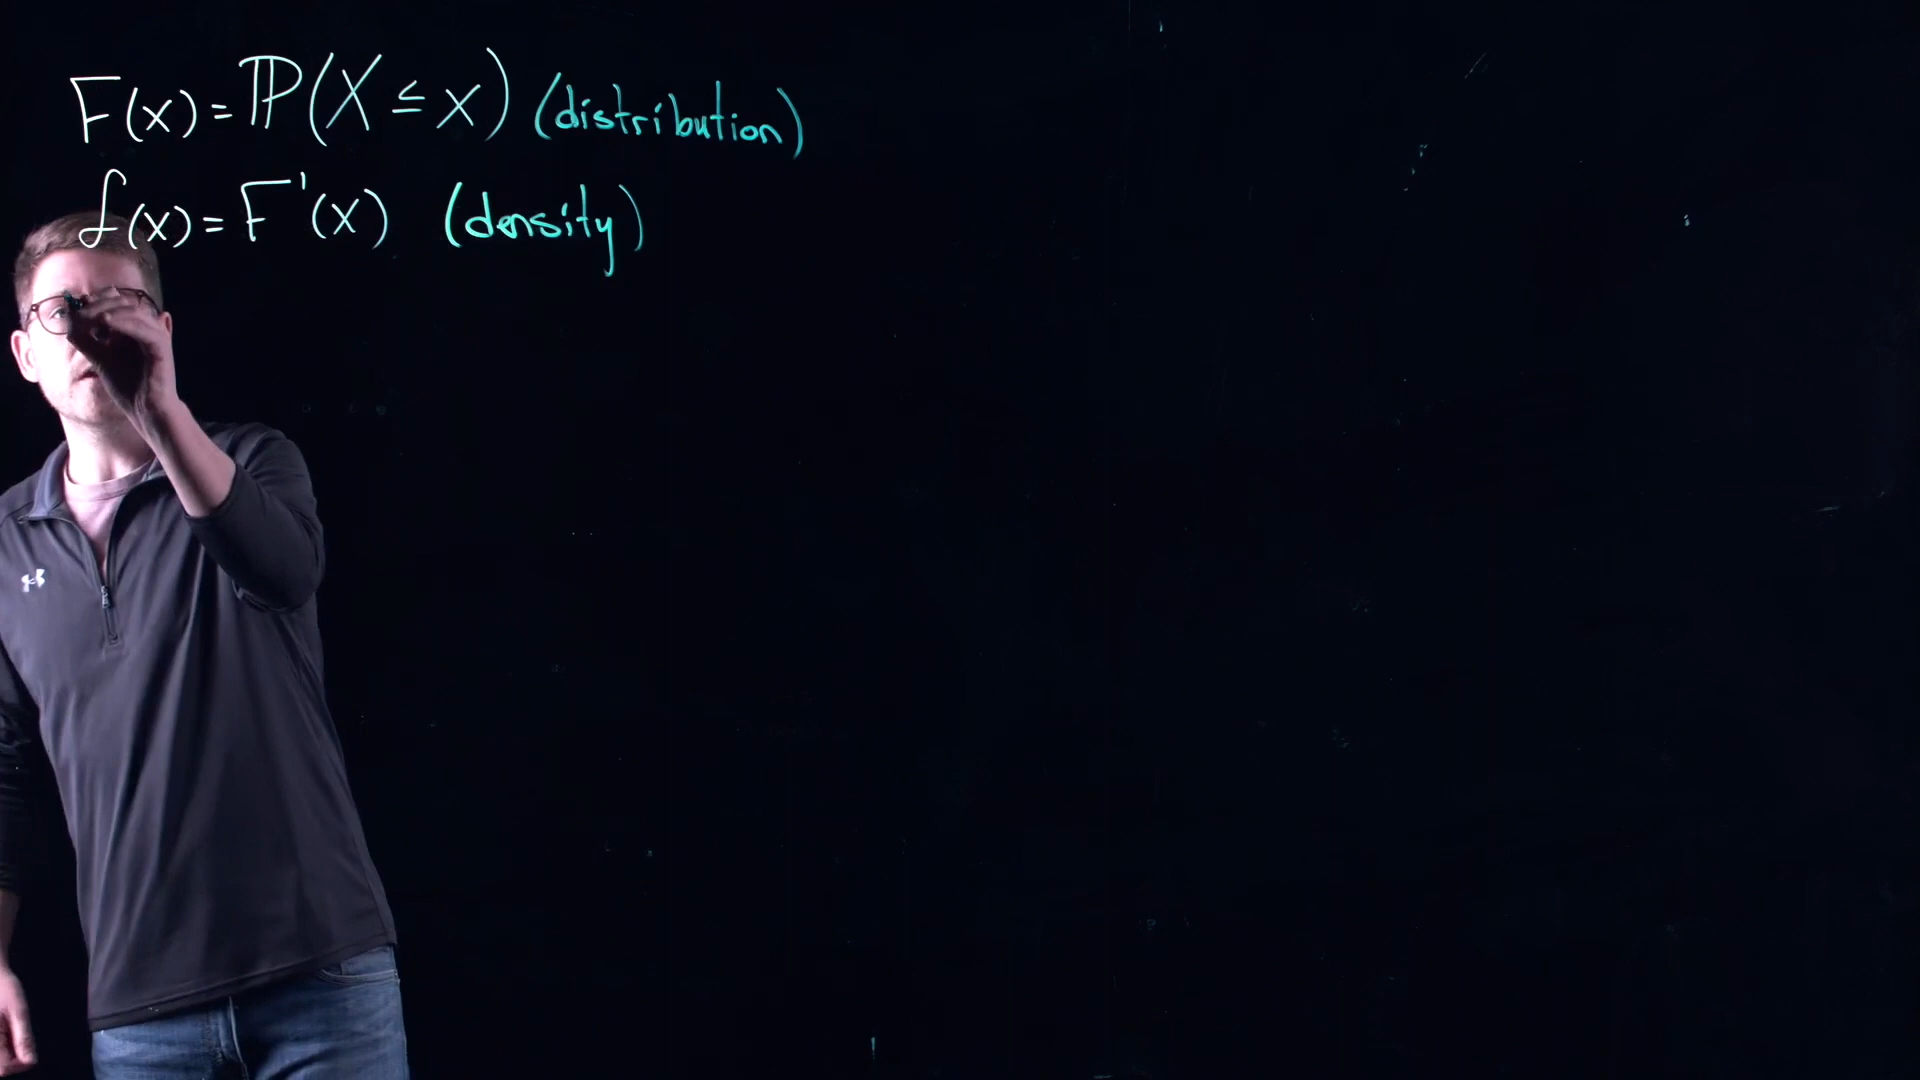 F(x) = ℙ(X ≤ x) (distribution)
f(x) = F'(x) (density)